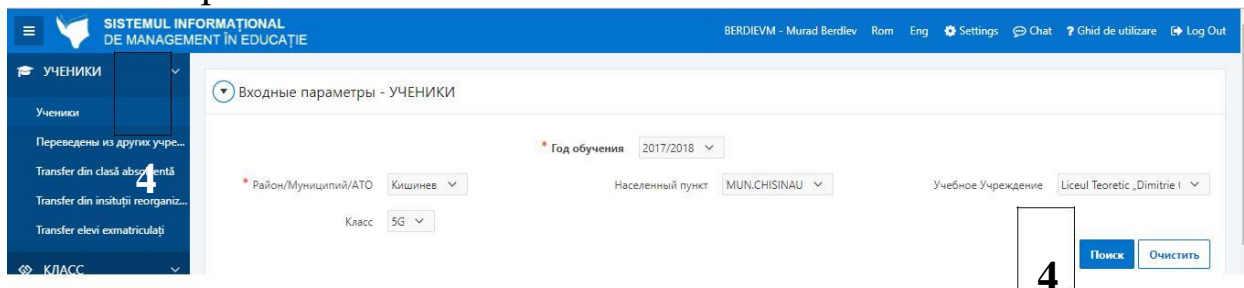 SISTEMUL INFORMAȚIONAL
DE MANAGEMENT ÎN EDUCAȚIE
BERDIEVM - Murad Berdiev Rom Eng Settings Chat ? Ghid de utilizare Log Out
УЧЕНИКИ
Ученики
Переведены из других учре...
Transfer din clasă absolventă
4
Transfer din insituții reorganiz...
Transfer elevi exmatriculați
КЛАСС
Входные параметры - УЧЕНИКИ
* Год обучения 2017/2018
* Район/Муниципий/АТО Кишинев Населенный пункт MUN.CHISINAU Учебное Учреждение Liceul Teoretic „Dimitrie
Класс 5G
Поиск Очистить
4